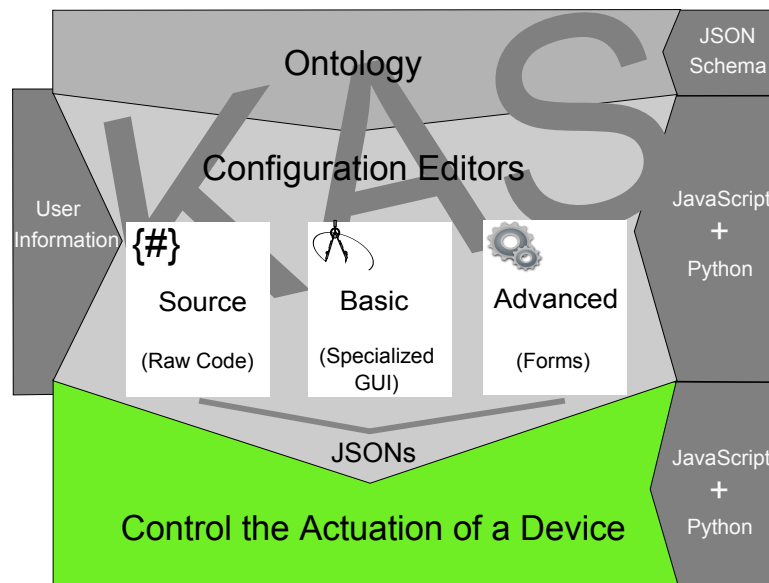 KAS
Ontology
JSON
Schema
Configuration Editors
User
Information
{#}
Source
(Raw Code)
Basic
(Specialized
GUI)
Advanced
(Forms)
JavaScript
+
Python
JSONs
Control the Actuation of a Device
JavaScript
+
Python